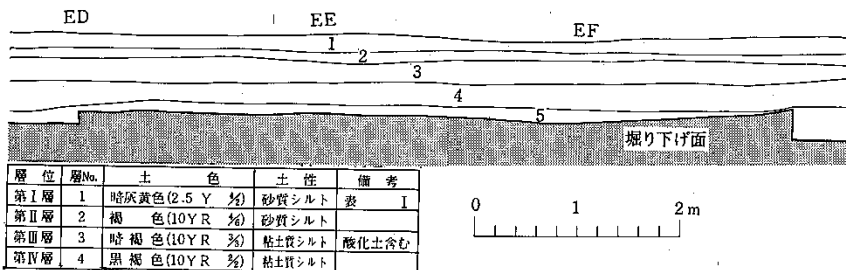 ED EE EF
1
2
3
4
5
掘り下げ面
層位 層No. 土色 土性 備考
第Ⅰ層 1 暗灰黄色(2.5 Y) 砂質シルト 表 I
第Ⅱ層 2 褐色(10YR) 砂質シルト
第Ⅲ層 3 暗褐色(10YR) 粘土質シルト 酸化土含む
第Ⅳ層 4 黒褐色(10YR) 粘土質シルト
0 1 2m